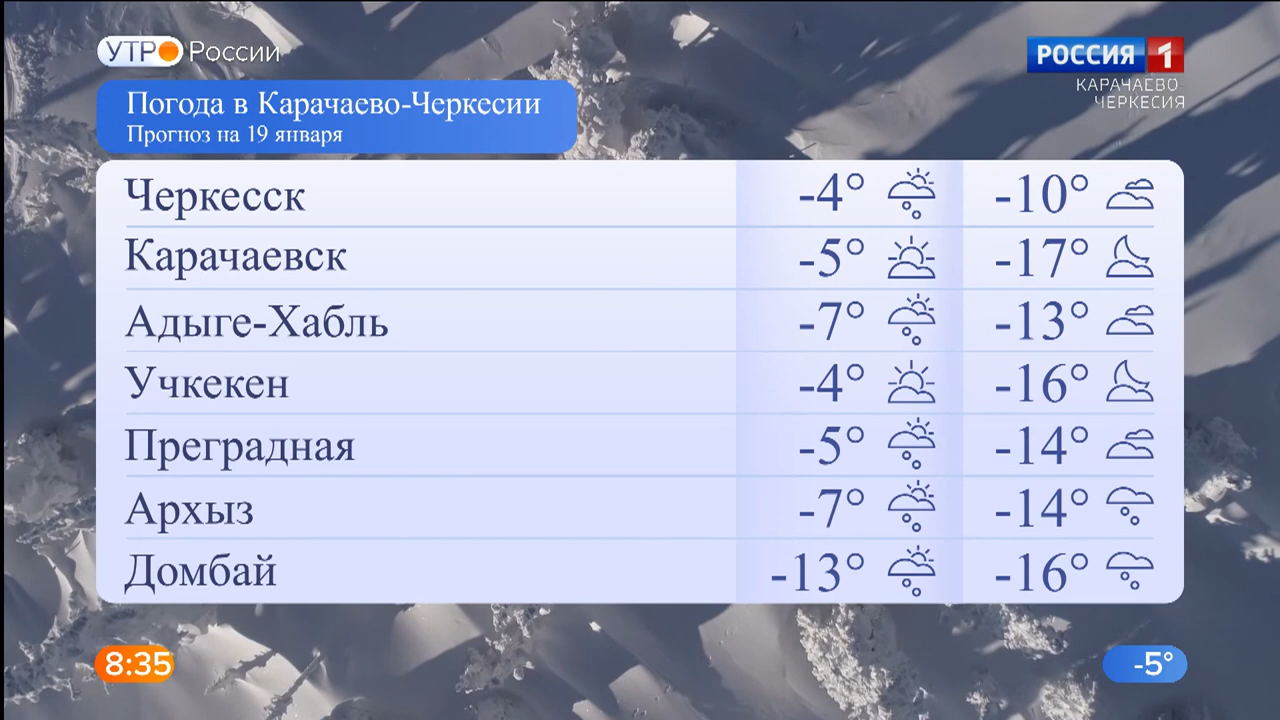 УТРО России
РОССИЯ 1
КАРАЧАЕВО-
ЧЕРКЕСИЯ
Погода в Карачаево-Черкесии
Прогноз на 19 января
Черкесск -4° -10°
Карачаевск -5° -17°
Адыге-Хабль -7° -13°
Учкекен -4° -16°
Преградная -5° -14°
Архыз -7° -14°
Домбай -13° -16°
8:35 -5°